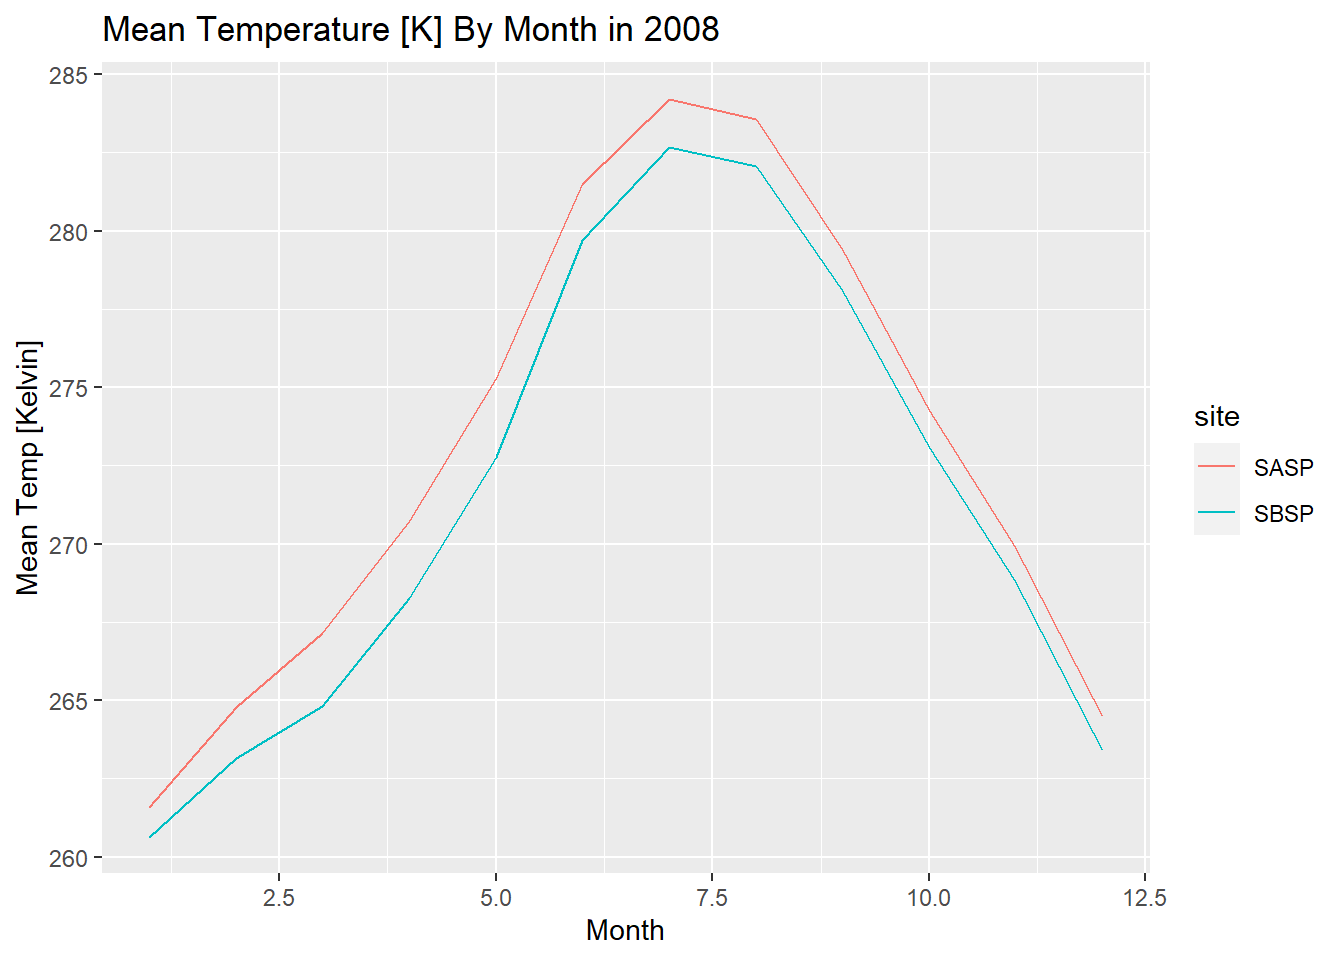 Mean Temperature [K] By Month in 2008
285
280
275
270
265
260
Mean Temp [Kelvin]
2.5 5.0 7.5 10.0 12.5
Month
site
SASP
SBSP